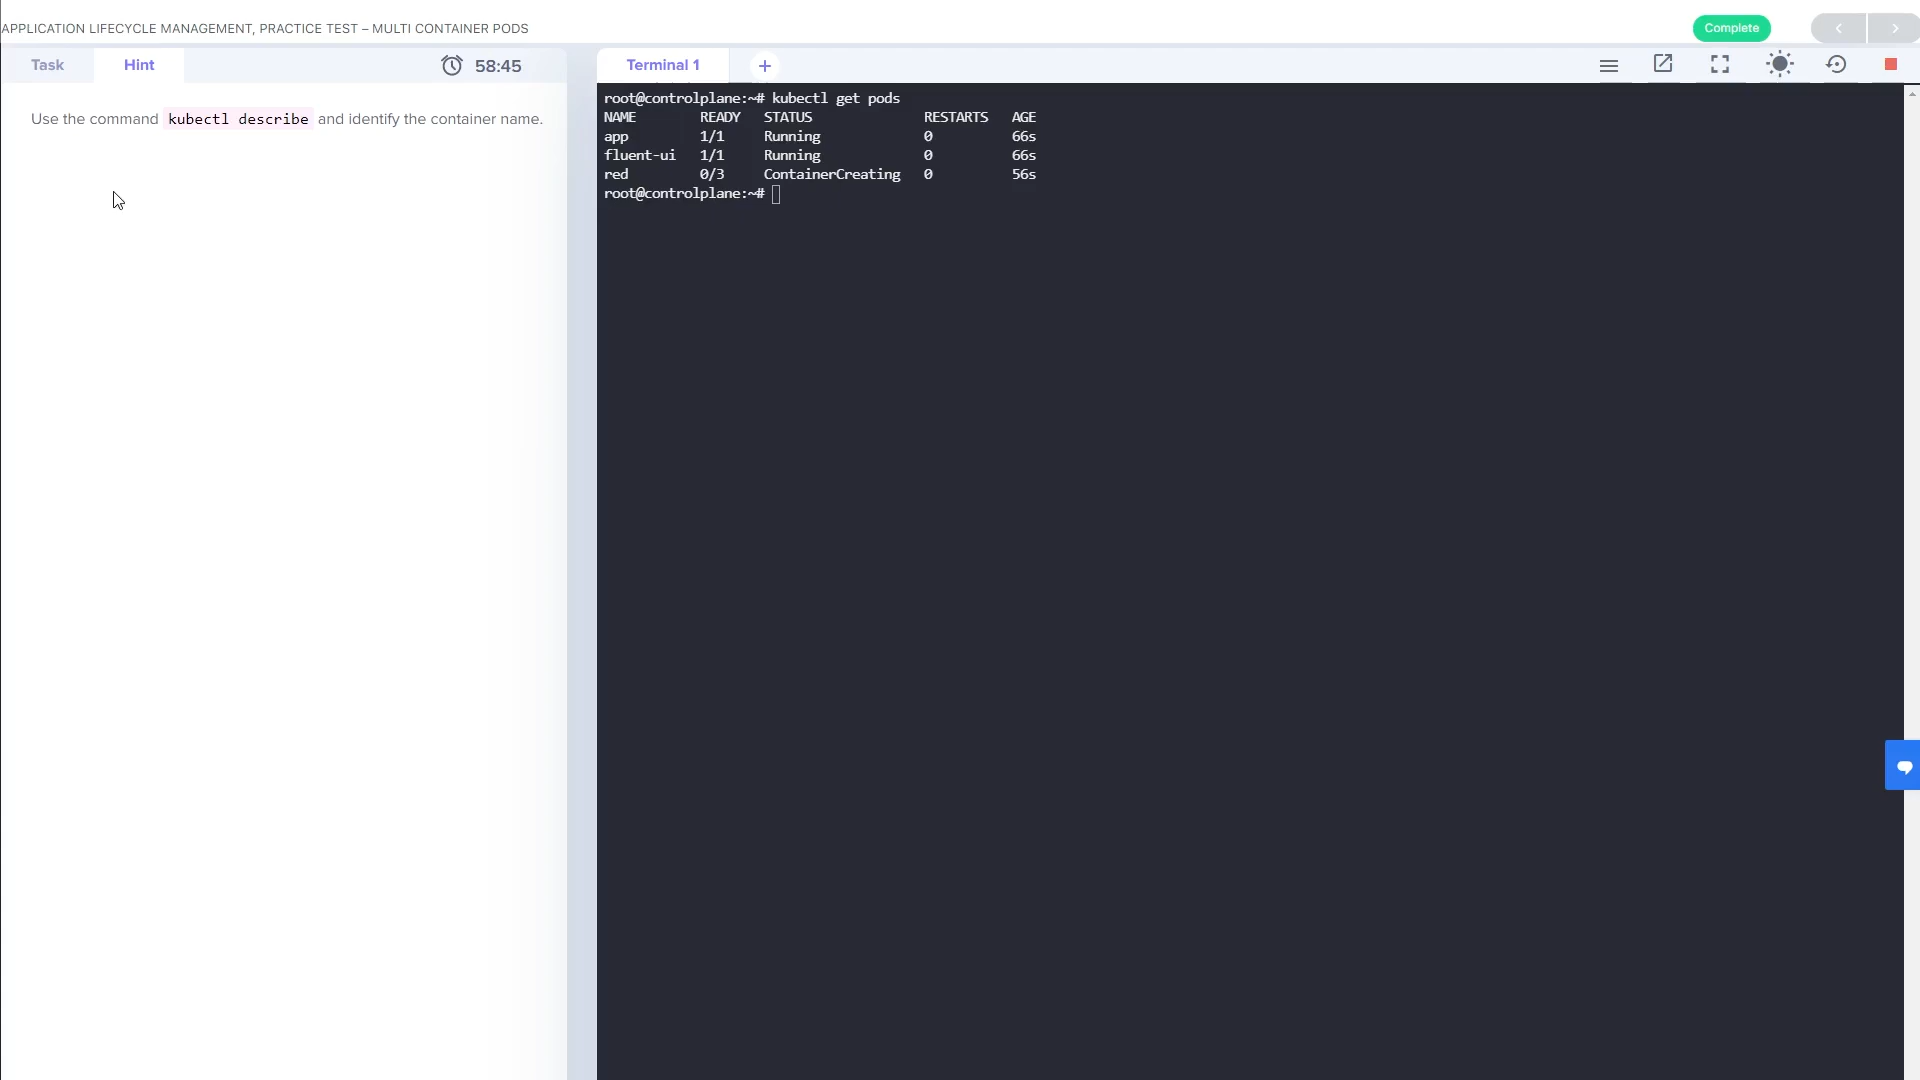 APPLICATION LIFECYCLE MANAGEMENT, PRACTICE TEST – MULTI CONTAINER PODS
Complete
Task
Hint
58:45
Terminal 1
Use the command kubectl describe and identify the container name.
root@controlplane:~# kubectl get pods
NAME READY STATUS RESTARTS AGE
app 1/1 Running 0 66s
fluent-ui 1/1 Running 0 66s
red 0/3 ContainerCreating 0 56s
root@controlplane:~#